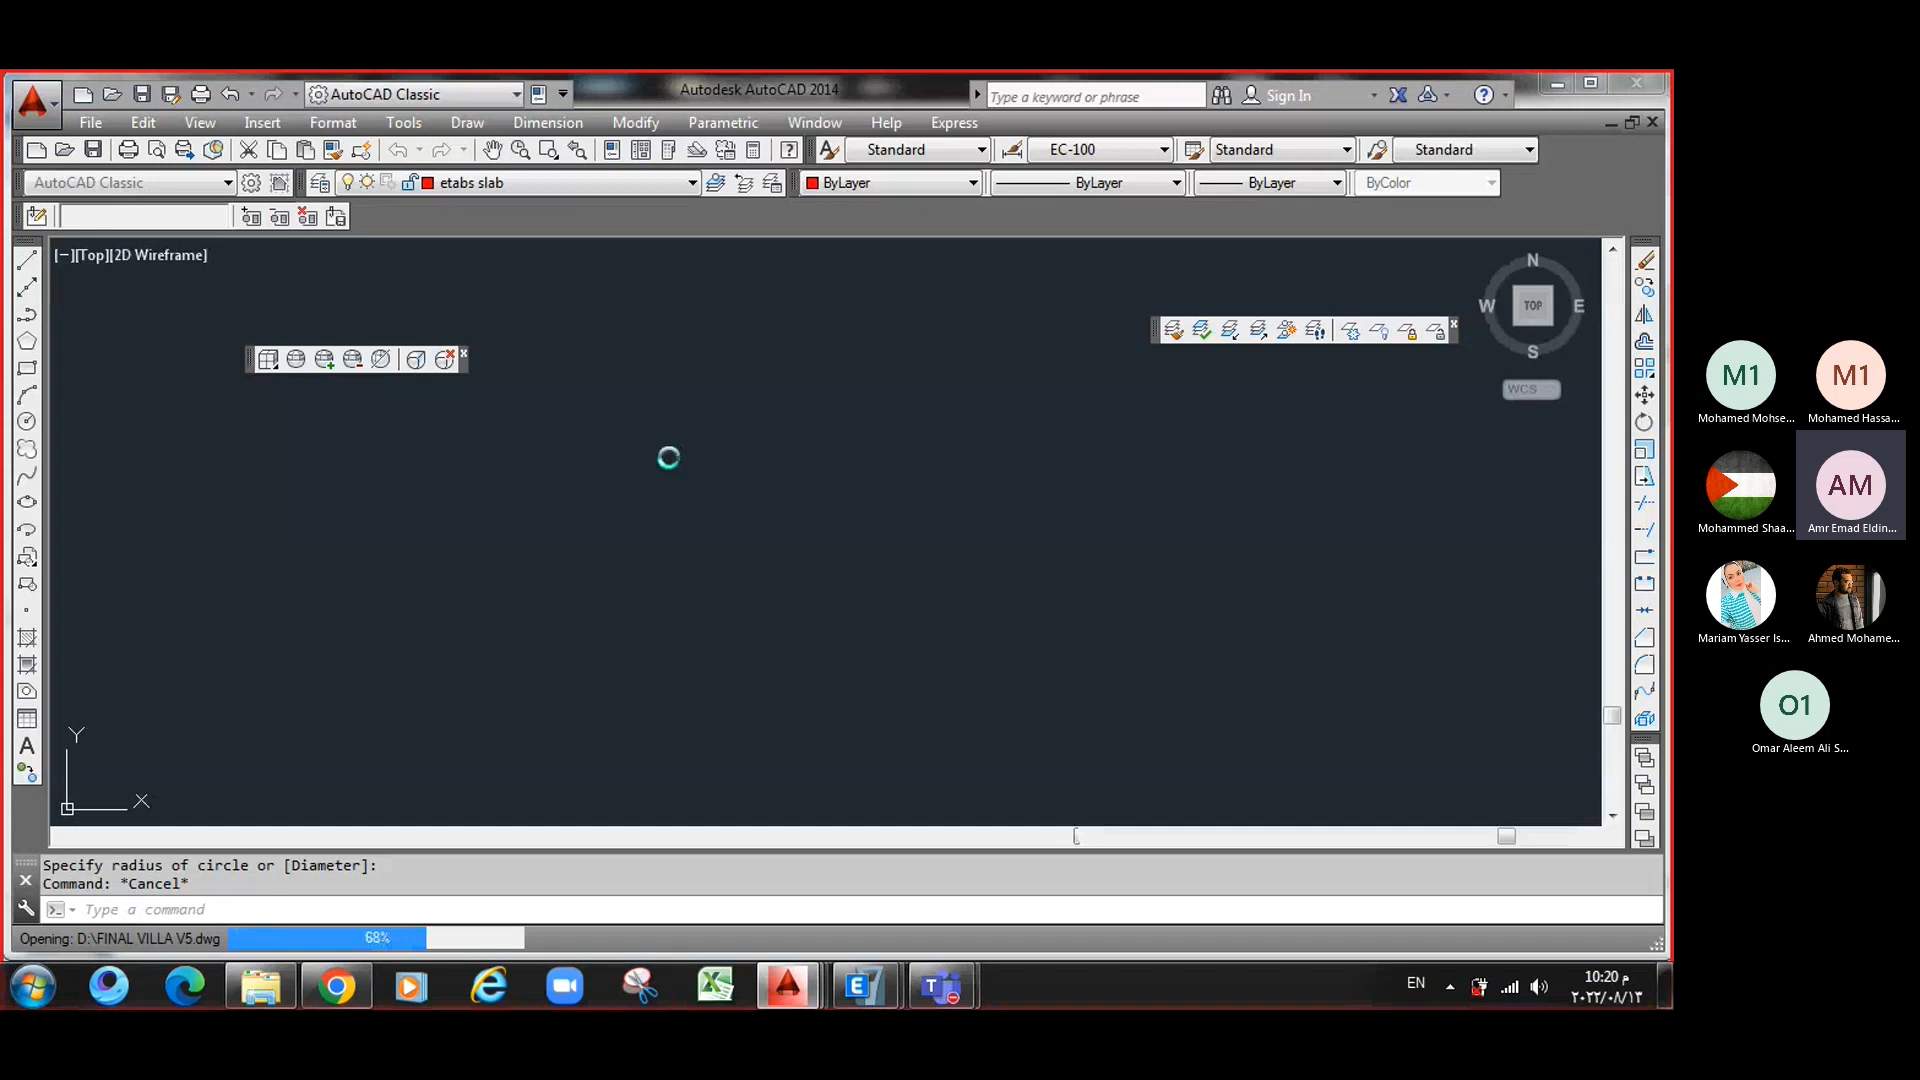 AutoCAD Classic
Autodesk AutoCAD 2014
Type a keyword or phrase
Sign In
File Edit View Insert Format Tools Draw Dimension Modify Parametric Window Help Express
Standard EC-100 Standard Standard
AutoCAD Classic etabs slab ByLayer ByLayer ByLayer ByColor
[−][Top][2D Wireframe]
N
W TOP E
S
WCS
Y
X
A
Specify radius of circle or [Diameter]:
Command: *Cancel*
Type a command
Opening: D:\FINAL VILLA V5.dwg 68%
EN
10:20 م
٢٠٢٢/٠٨/١٣
M1 M1
Mohamed Mohse... Mohamed Hassa...
AM
Mohammed Shaa... Amr Emad Eldin...
Mariam Yasser Is... Ahmed Mohame...
O1
Omar Aleem Ali S...